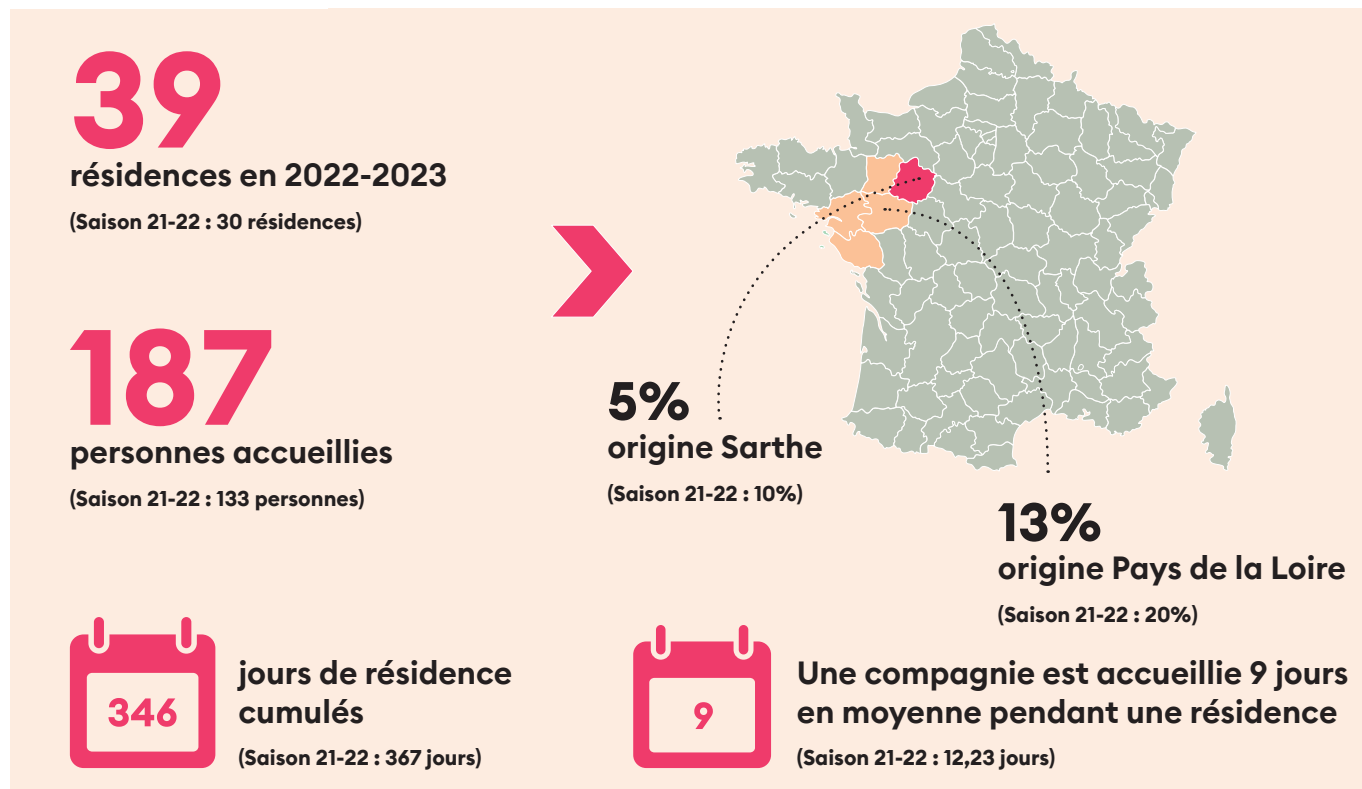 39
résidences en 2022-2023
(Saison 21-22 : 30 résidences)
187
personnes accueillies
(Saison 21-22 : 133 personnes)
5%
origine Sarthe
(Saison 21-22 : 10%)
13%
origine Pays de la Loire
(Saison 21-22 : 20%)
346
jours de résidence
cumulés
(Saison 21-22 : 367 jours)
9
Une compagnie est accueillie 9 jours
en moyenne pendant une résidence
(Saison 21-22 : 12,23 jours)